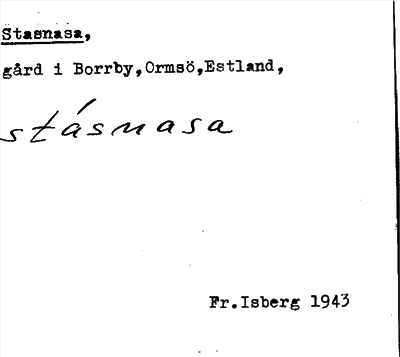 Stasnasa,
gård i Borrby,Ormsö,Estland,
stásnasa
Fr.Isberg 1943